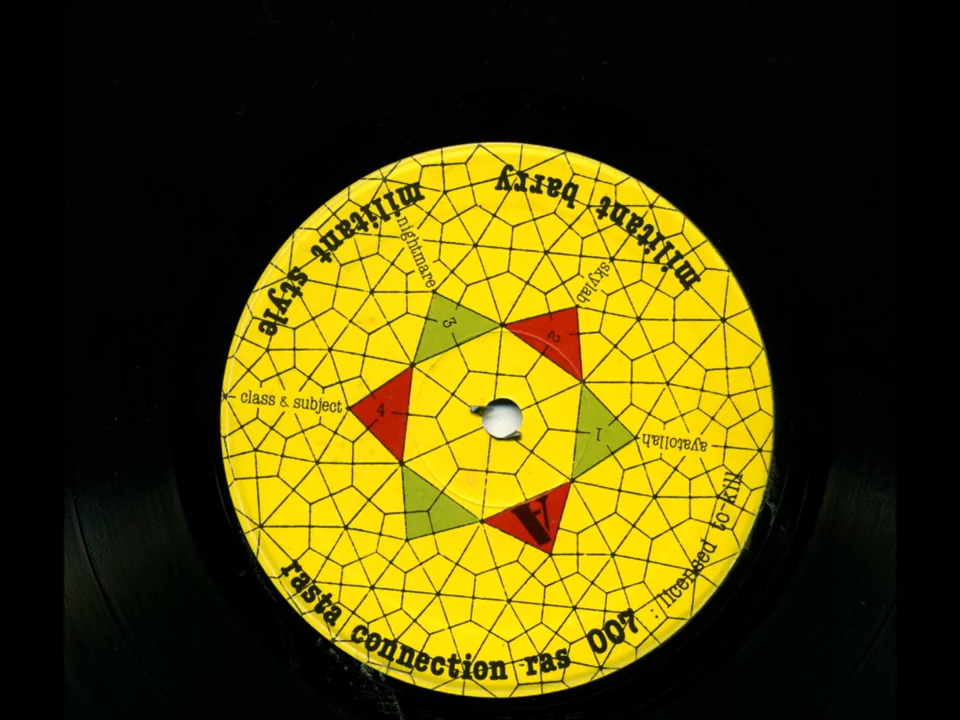 militant barry
militant style
A
1
ayatollah
2
skylab
3
nightmare
4
class & subject
rasta connection ras 007 : licensed to-kill